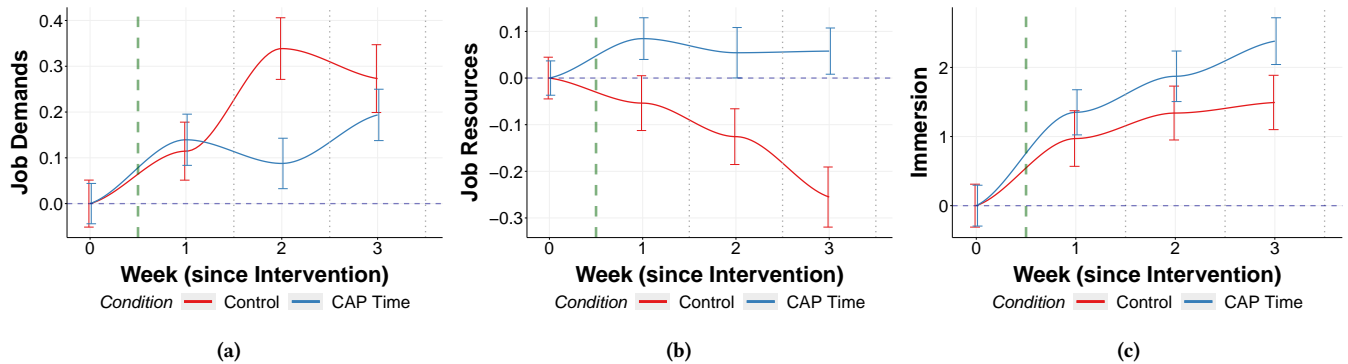 Job Demands
0.4
0.3
0.2
0.1
0.0
0 1 2 3
Week (since Intervention)
Condition Control CAP Time
(a)
Job Resources
0.1
0.0
−0.1
−0.2
−0.3
0 1 2 3
Week (since Intervention)
Condition Control CAP Time
(b)
Immersion
2
1
0
0 1 2 3
Week (since Intervention)
Condition Control CAP Time
(c)